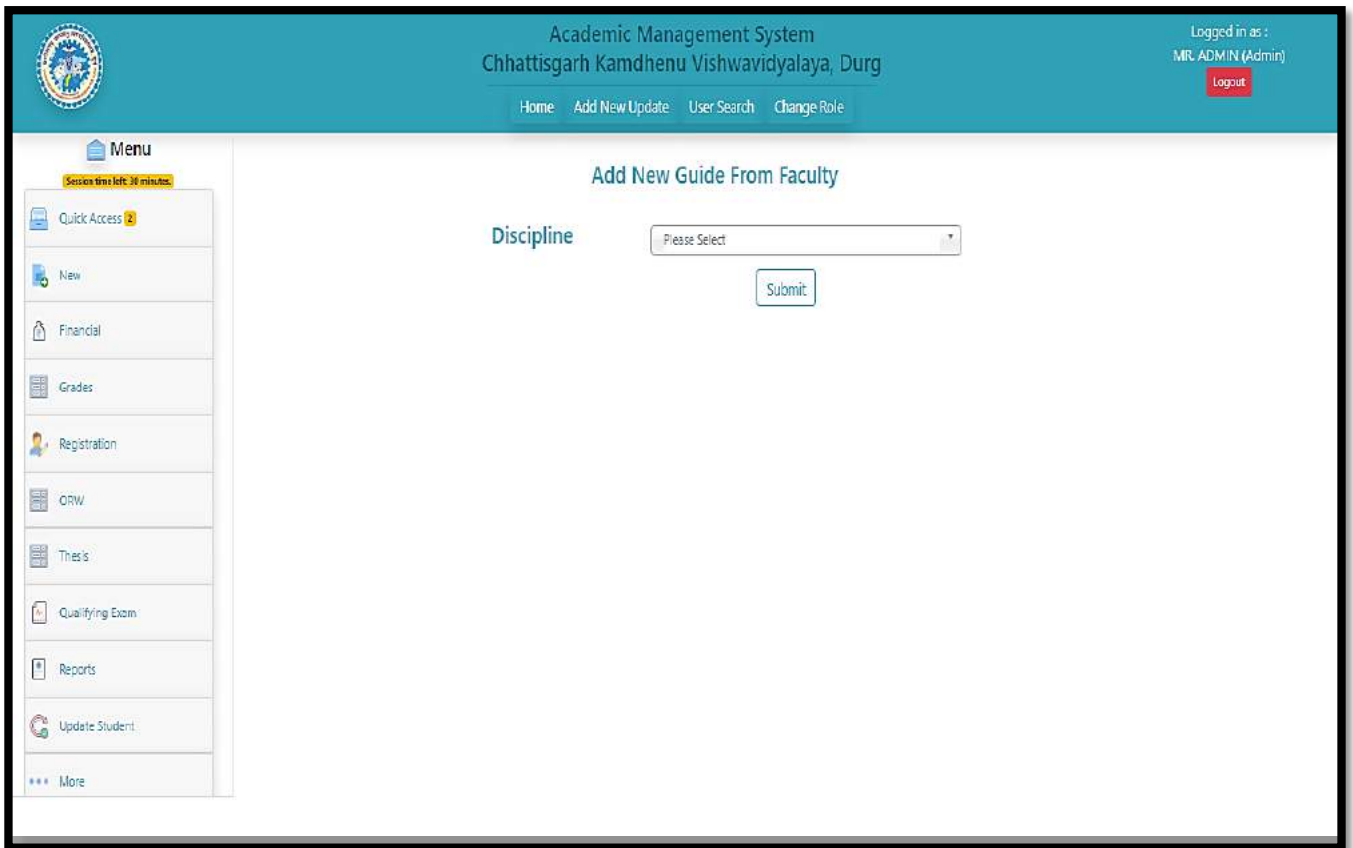 Academic Management System
Chhattisgarh Kamdhenu Vishwavidyalaya, Durg
Home Add New Update User Search Change Role
Logged in as :
MR. ADMIN (Admin)
Logout
Menu
Session time left: 30 minutes.
Quick Access 2
New
Financial
Grades
Registration
ORW
Thesis
Qualifying Exam
Reports
Update Student
More
Add New Guide From Faculty
Discipline Please Select
Submit